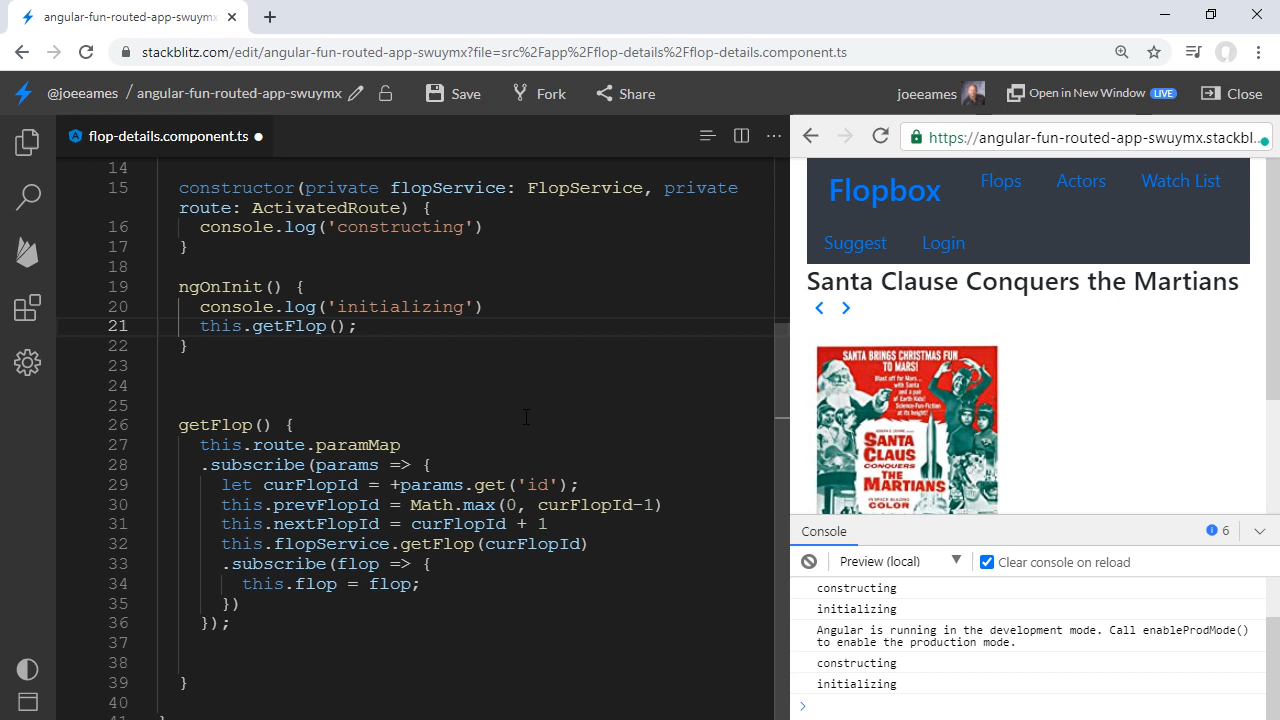 angular-fun-routed-app-swuymx
stackblitz.com/edit/angular-fun-routed-app-swuymx?file=src%2Fapp%2Fflop-details%2Fflop-details.component.ts
@joeeames / angular-fun-routed-app-swuymx
Save
Fork
Share
joeeames
Open in New Window LIVE
Close
flop-details.component.ts
14
15 constructor(private flopService: FlopService, private
route: ActivatedRoute) {
16 console.log('constructing')
17 }
18
19 ngOnInit() {
20 console.log('initializing')
21 this.getFlop();
22 }
23
24
25
26 getFlop() {
27 this.route.paramMap
28 .subscribe(params => {
29 let curFlopId = +params.get('id');
30 this.prevFlopId = Math.max(0, curFlopId-1)
31 this.nextFlopId = curFlopId + 1
32 this.flopService.getFlop(curFlopId)
33 .subscribe(flop => {
34 this.flop = flop;
35 })
36 });
37
38
39 }
40
https://angular-fun-routed-app-swuymx.stackbl...
Flopbox
Flops
Actors
Watch List
Suggest
Login
Santa Clause Conquers the Martians
SANTA BRINGS CHRISTMAS FUN
TO MARS!
Blast off for Mars...
SANTA
CLAUS
CONQUERS
THE
MARTIANS
IN SPACE BLAZING
COLOR
Console
6
Preview (local)
Clear console on reload
constructing
initializing
Angular is running in the development mode. Call enableProdMode()
to enable the production mode.
constructing
initializing